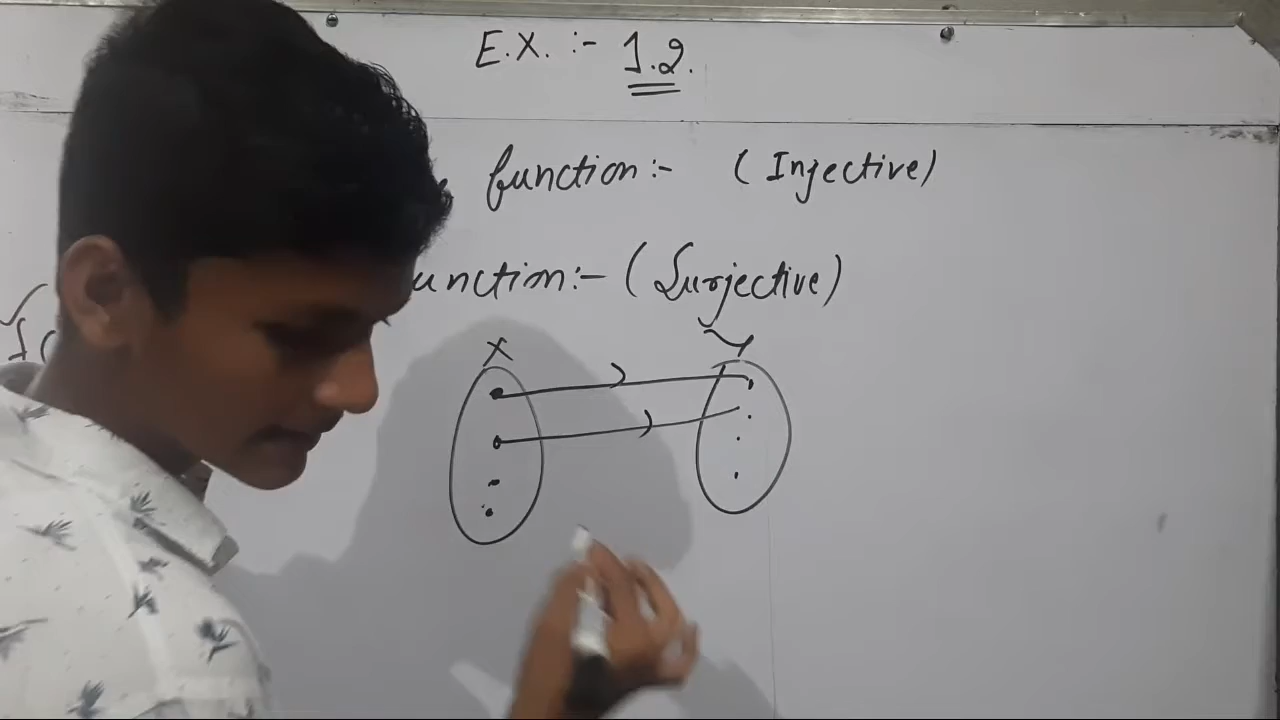 E.X. :- 1.2.
function:- (Injective)
unction:- (Surjective)
X Y